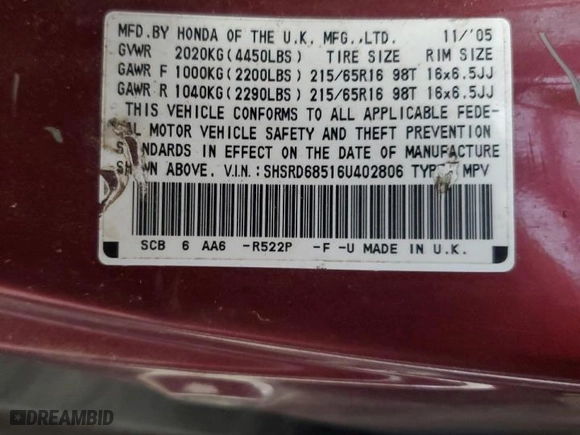 MFD.BY HONDA OF THE U.K. MFG.,LTD. 11/'05
GVWR 2020KG(4450LBS) TIRE SIZE RIM SIZE
GAWR F 1000KG(2200LBS) 215/65R16 98T 16x6.5JJ
GAWR R 1040KG(2290LBS) 215/65R16 98T 16x6.5JJ
THIS VEHICLE CONFORMS TO ALL APPLICABLE FEDE-
MOTOR VEHICLE SAFETY AND THEFT PREVENTION
STANDARDS IN EFFECT ON THE DATE OF MANUFACTURE
ABOVE. V.I.N.:SHSRD68516U402806 MPV
SCB 6 AA6 -R522P -F -U MADE IN U.K.
DREAMBID